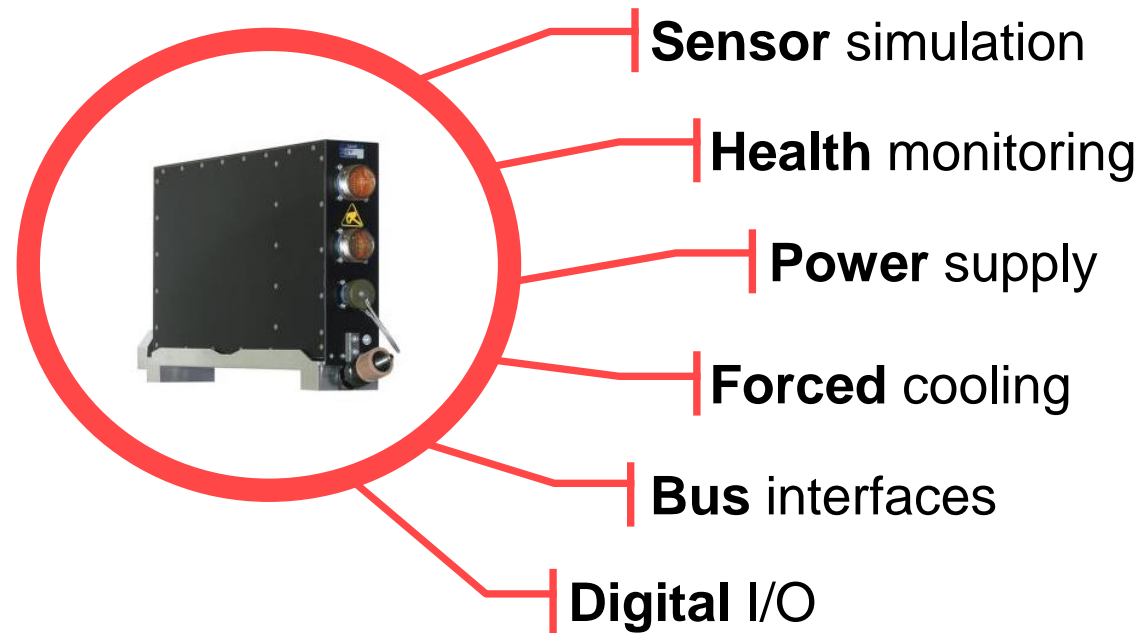 Sensor simulation
Health monitoring
Power supply
Forced cooling
Bus interfaces
Digital I/O